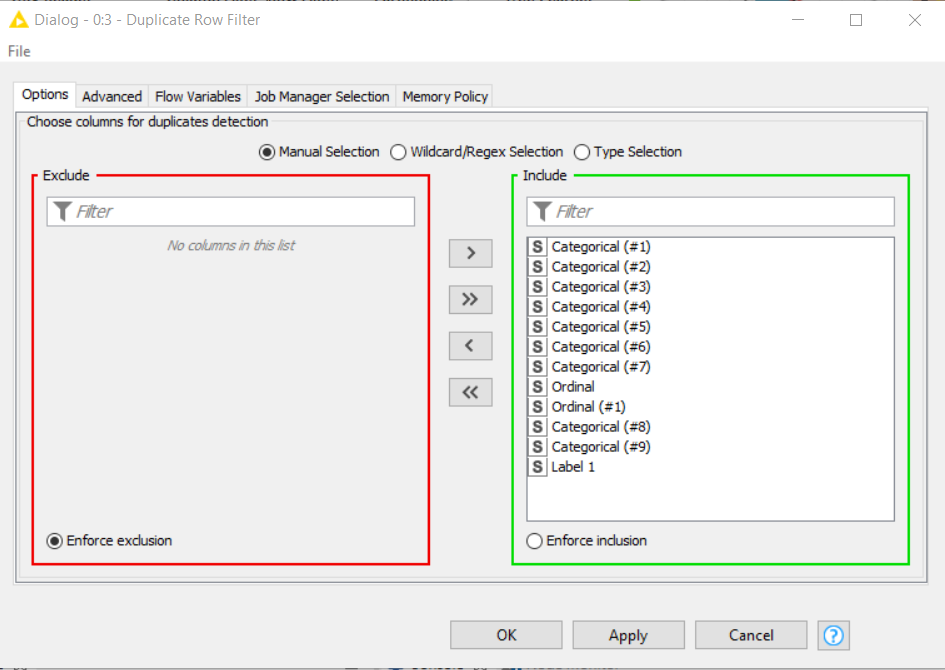 Dialog - 0:3 - Duplicate Row Filter
File
Options Advanced Flow Variables Job Manager Selection Memory Policy
Choose columns for duplicates detection
Manual Selection Wildcard/Regex Selection Type Selection
Exclude
Filter
No columns in this list
Enforce exclusion
>
>>
<
<<
Include
Filter
S Categorical (#1)
S Categorical (#2)
S Categorical (#3)
S Categorical (#4)
S Categorical (#5)
S Categorical (#6)
S Categorical (#7)
S Ordinal
S Ordinal (#1)
S Categorical (#8)
S Categorical (#9)
S Label 1
Enforce inclusion
OK Apply Cancel ?